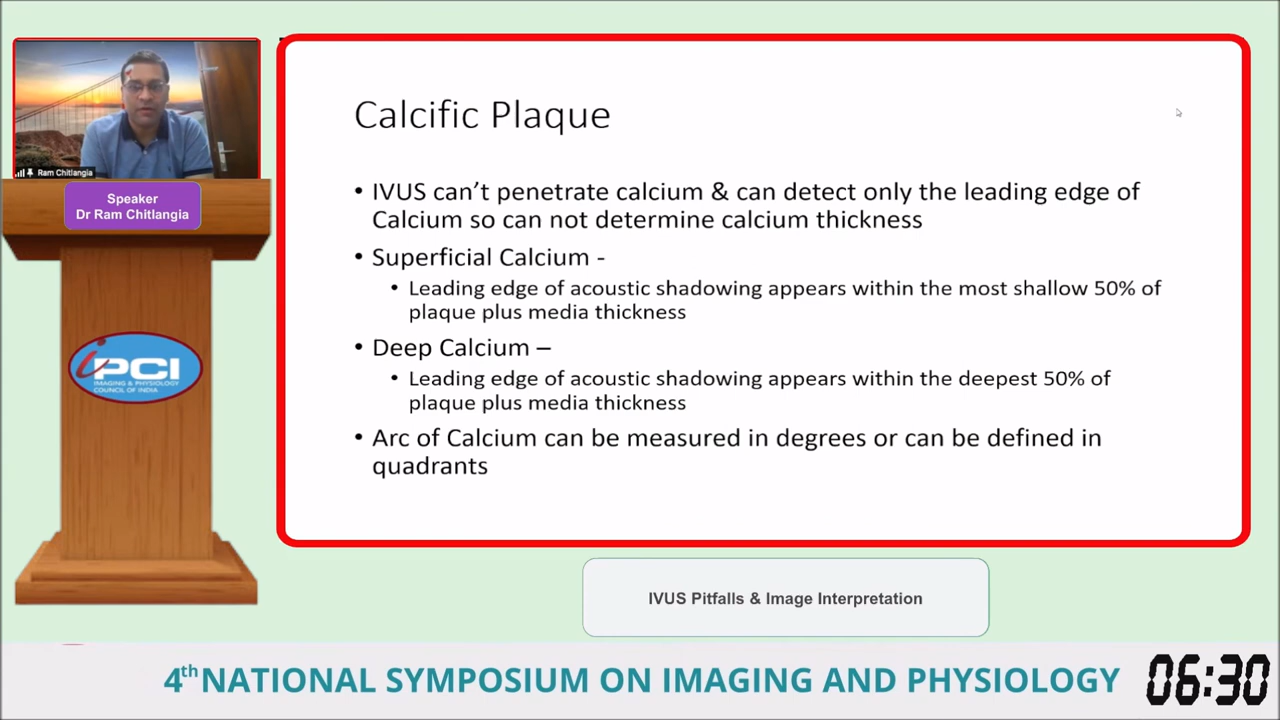 Ram Chitlangia
Speaker
Dr Ram Chitlangia
iPCI
IMAGING & PHYSIOLOGY
COUNCIL OF INDIA
Calcific Plaque
• IVUS can’t penetrate calcium & can detect only the leading edge of
Calcium so can not determine calcium thickness
• Superficial Calcium -
• Leading edge of acoustic shadowing appears within the most shallow 50% of
plaque plus media thickness
• Deep Calcium –
• Leading edge of acoustic shadowing appears within the deepest 50% of
plaque plus media thickness
• Arc of Calcium can be measured in degrees or can be defined in
quadrants
IVUS Pitfalls & Image Interpretation
4th NATIONAL SYMPOSIUM ON IMAGING AND PHYSIOLOGY
06:30